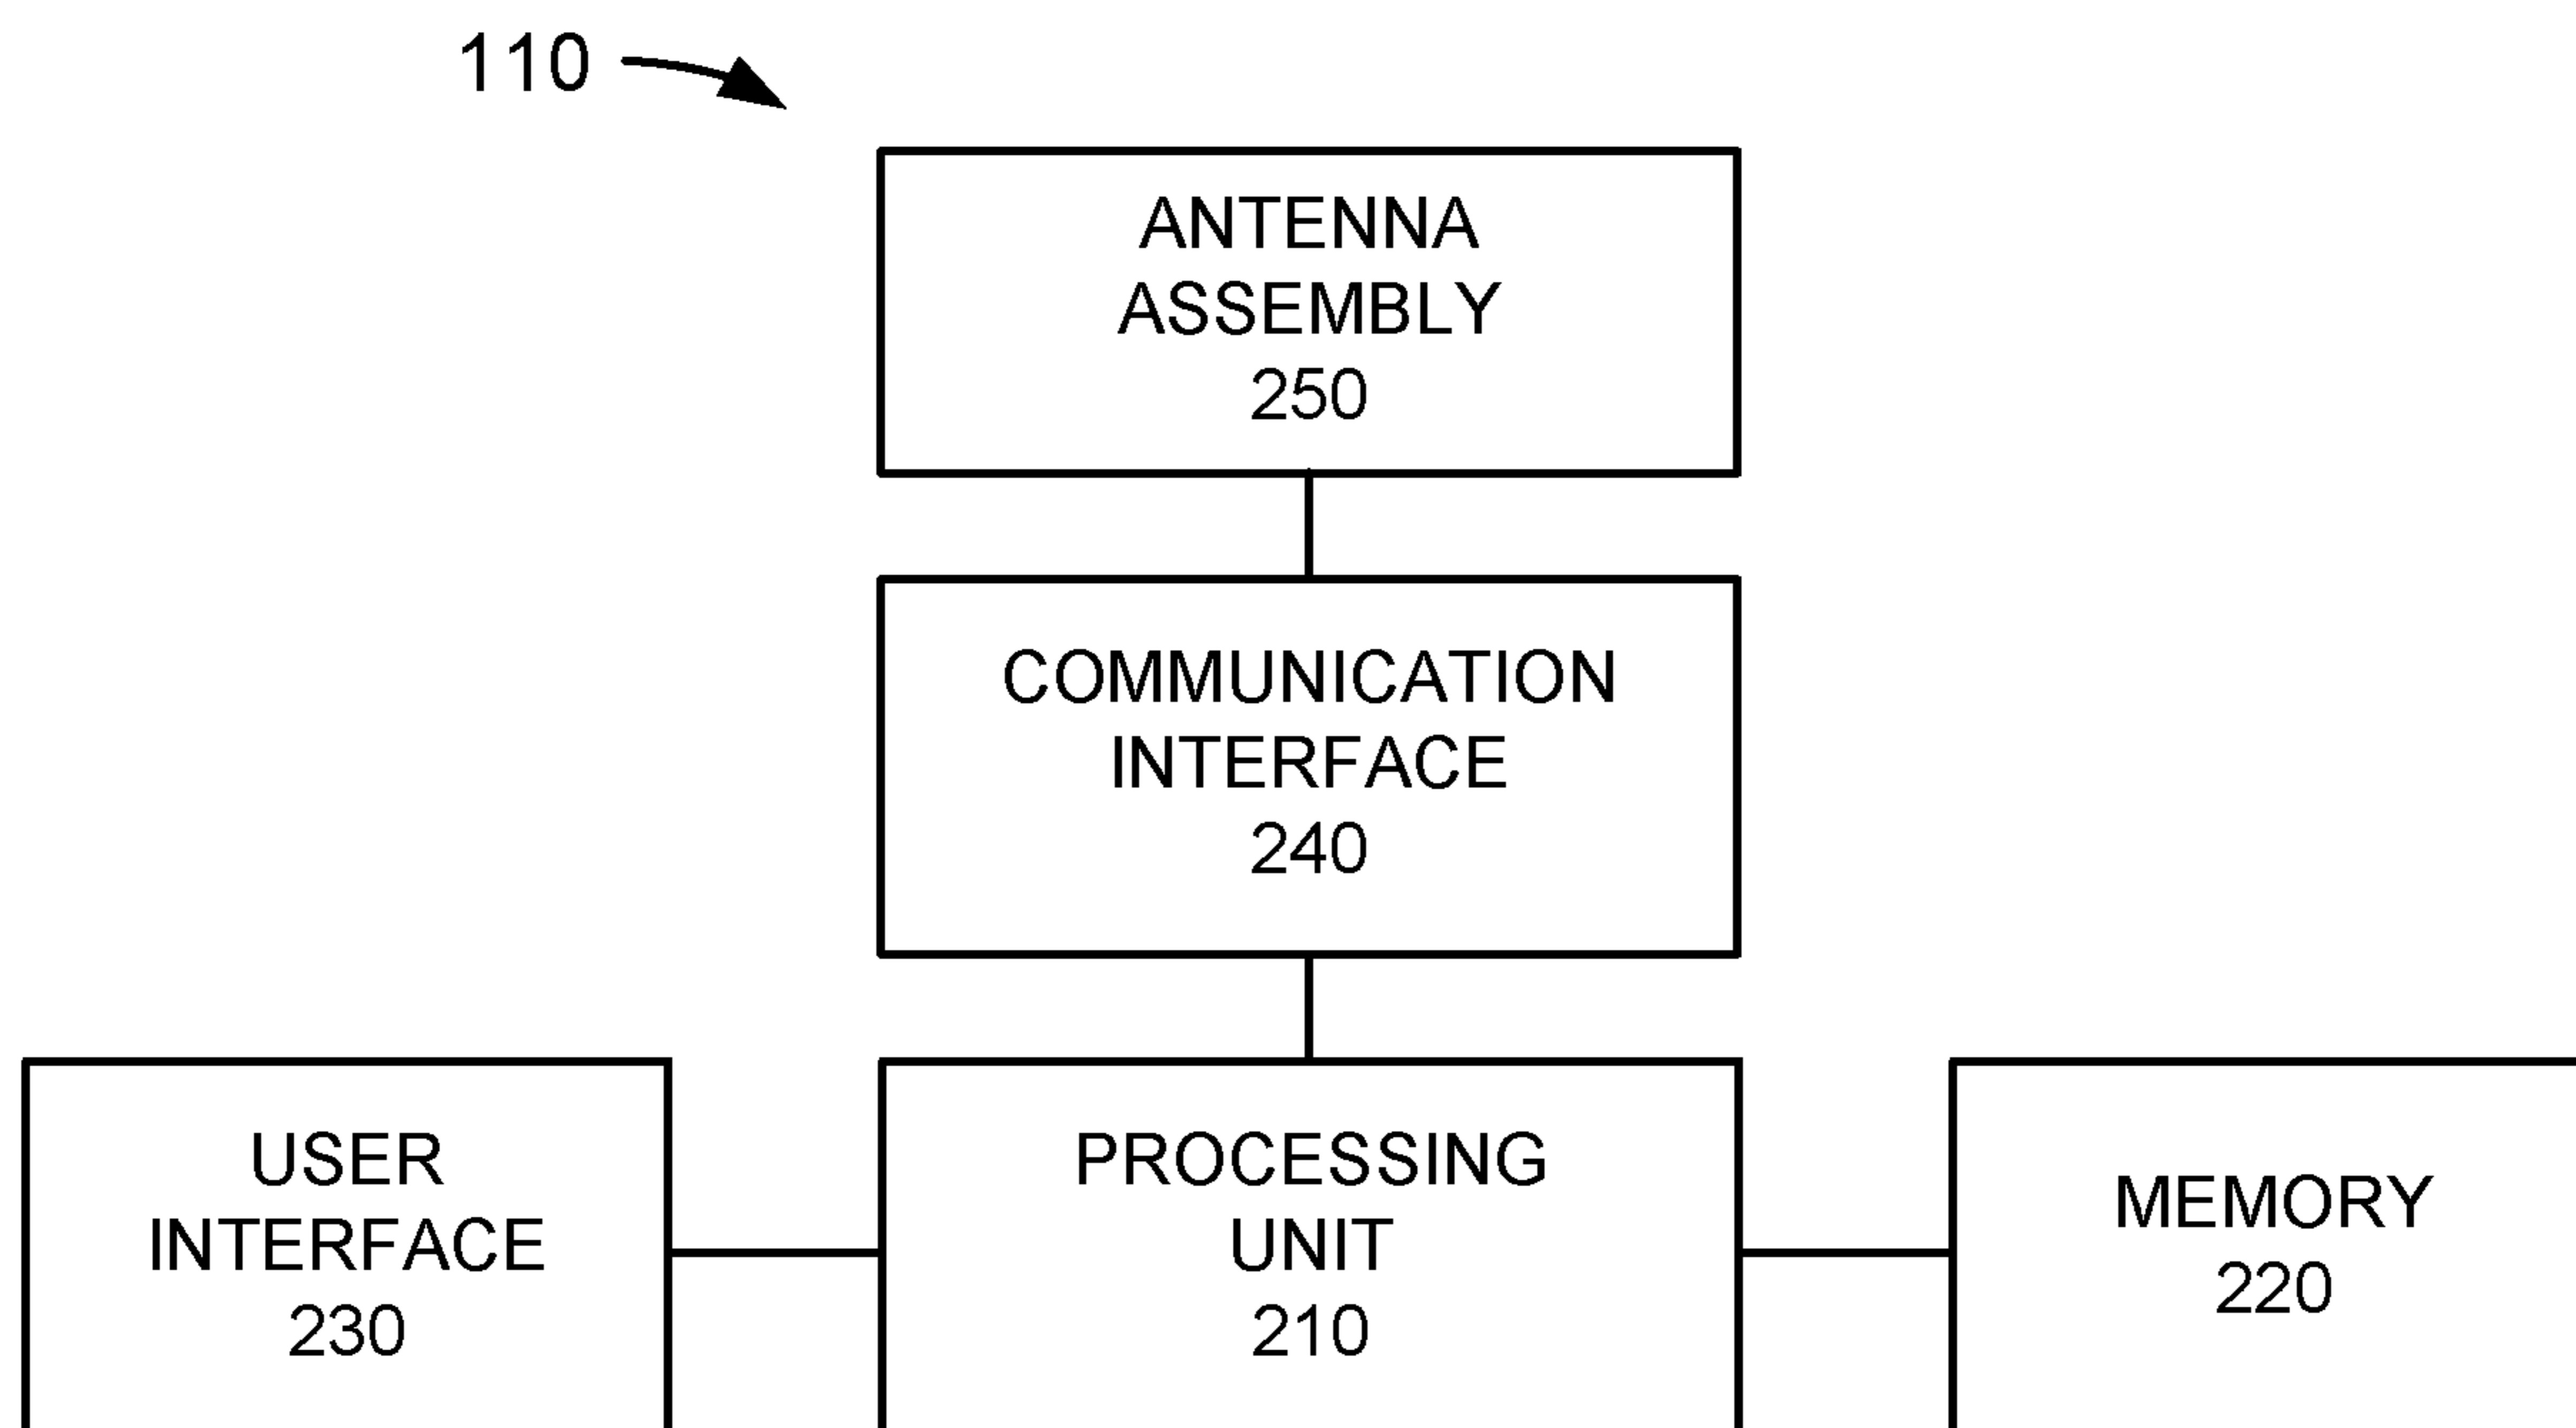 110
ANTENNA
ASSEMBLY
250
COMMUNICATION
INTERFACE
240
USER
INTERFACE
230
PROCESSING
UNIT
210
MEMORY
220